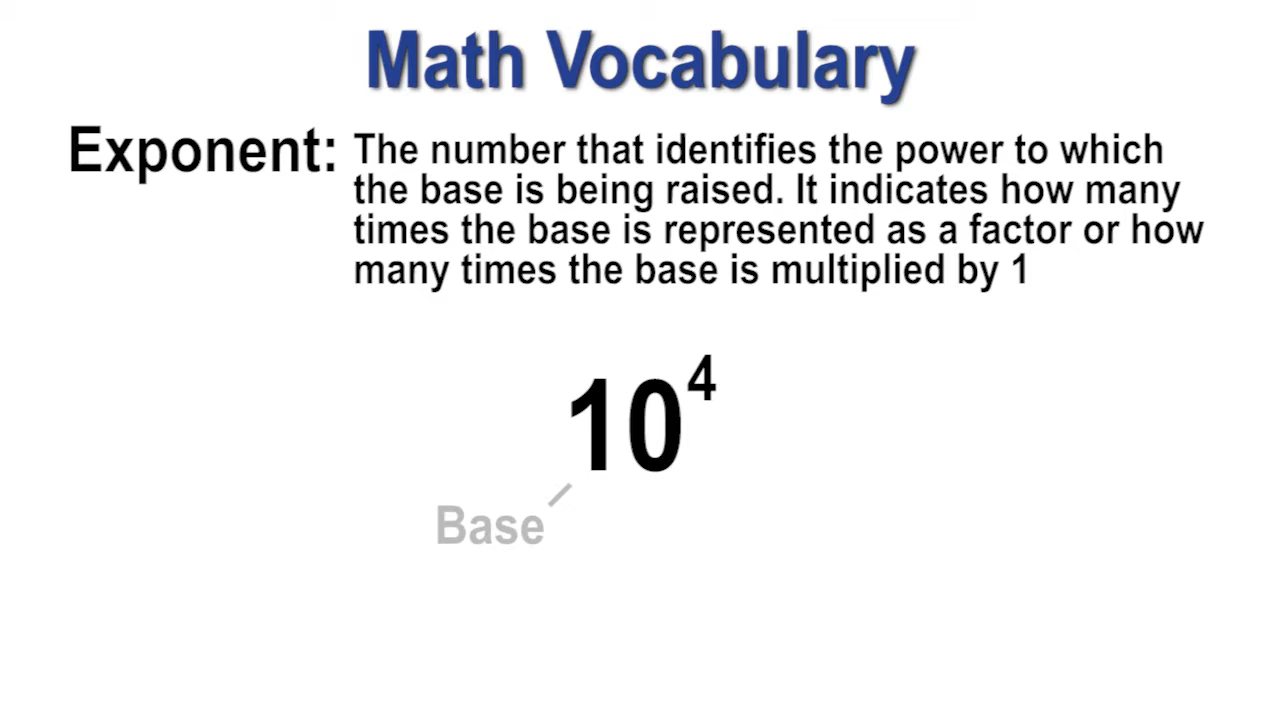 Math Vocabulary
Exponent: The number that identifies the power to which
the base is being raised. It indicates how many
times the base is represented as a factor or how
many times the base is multiplied by 1
10⁴
Base